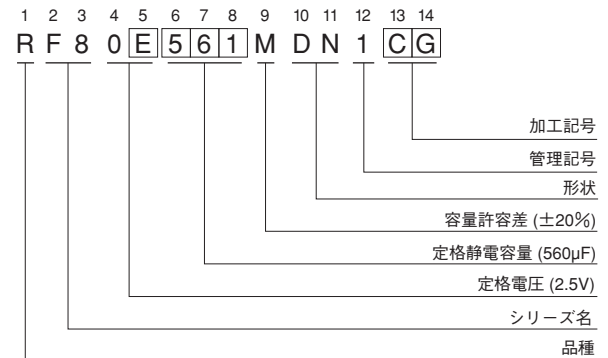 1 2 3 4 5 6 7 8 9 10 11 12 13 14
R F 8 0 E 5 6 1 M D N 1 C G
加工記号
管理記号
形状
容量許容差 (±20%)
定格静電容量 (560µF)
定格電圧 (2.5V)
シリーズ名
品種